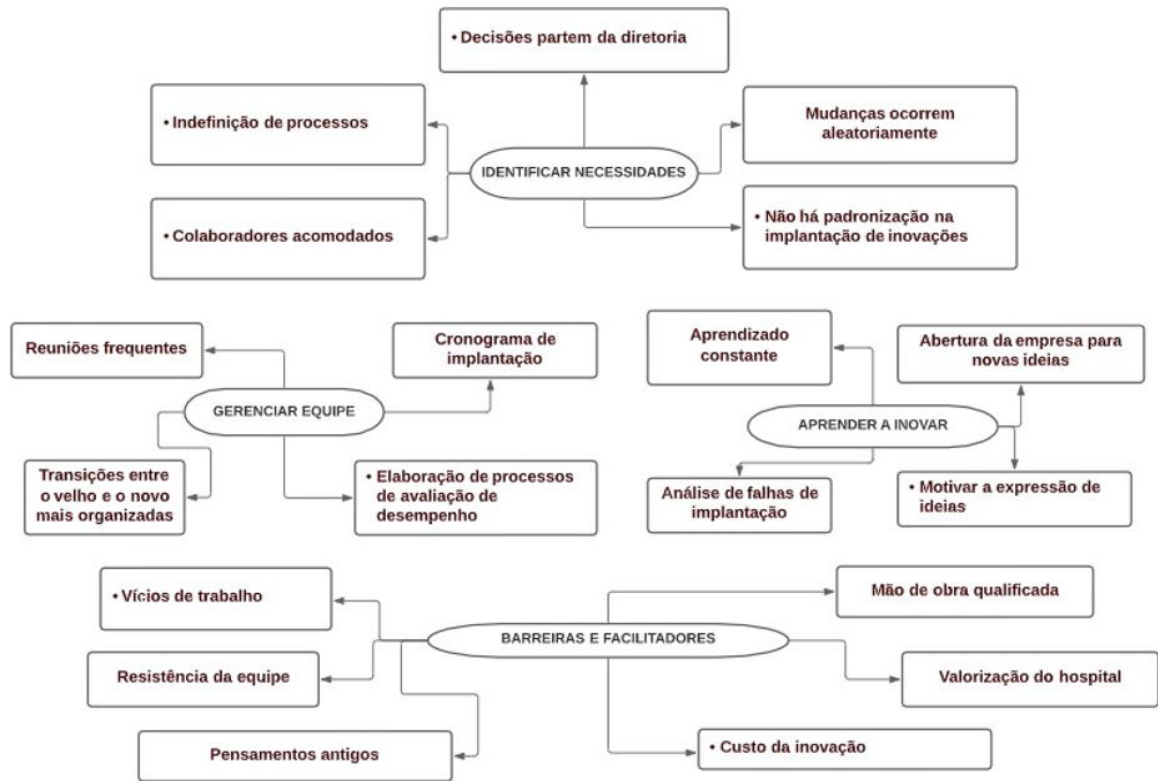 • Decisões partem da diretoria
• Indefinição de processos
Mudanças ocorrem
aleatoriamente
IDENTIFICAR NECESSIDADES
• Colaboradores acomodados
• Não há padronização na
implantação de inovações
Reuniões frequentes
Cronograma de
implantação
GERENCIAR EQUIPE
Transições entre
o velho e o novo
mais organizadas
• Elaboração de processos
de avaliação de
desempenho
Aprendizado
constante
Abertura da empresa para
novas ideias
APRENDER A INOVAR
Análise de falhas de
implantação
• Motivar a expressão de
ideias
• Vícios de trabalho
Mão de obra qualificada
BARREIRAS E FACILITADORES
Resistência da equipe
Valorização do hospital
Pensamentos antigos
• Custo da inovação